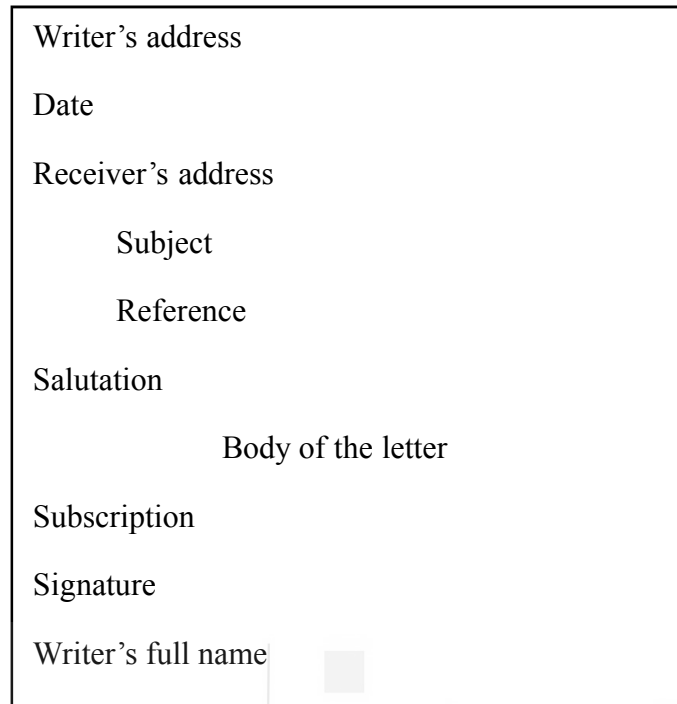 Writer’s address
Date
Receiver’s address
Subject
Reference
Salutation
Body of the letter
Subscription
Signature
Writer’s full name